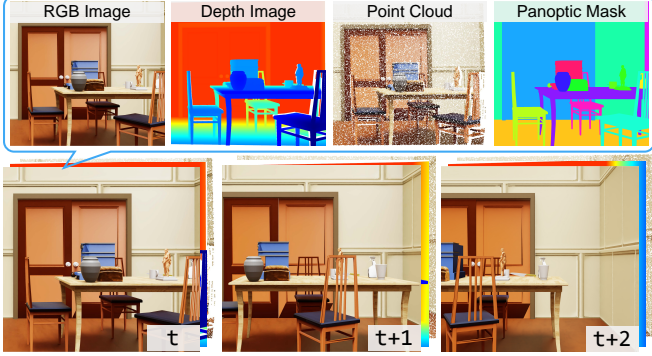 RGB Image
Depth Image
Point Cloud
Panoptic Mask
t
t+1
t+2